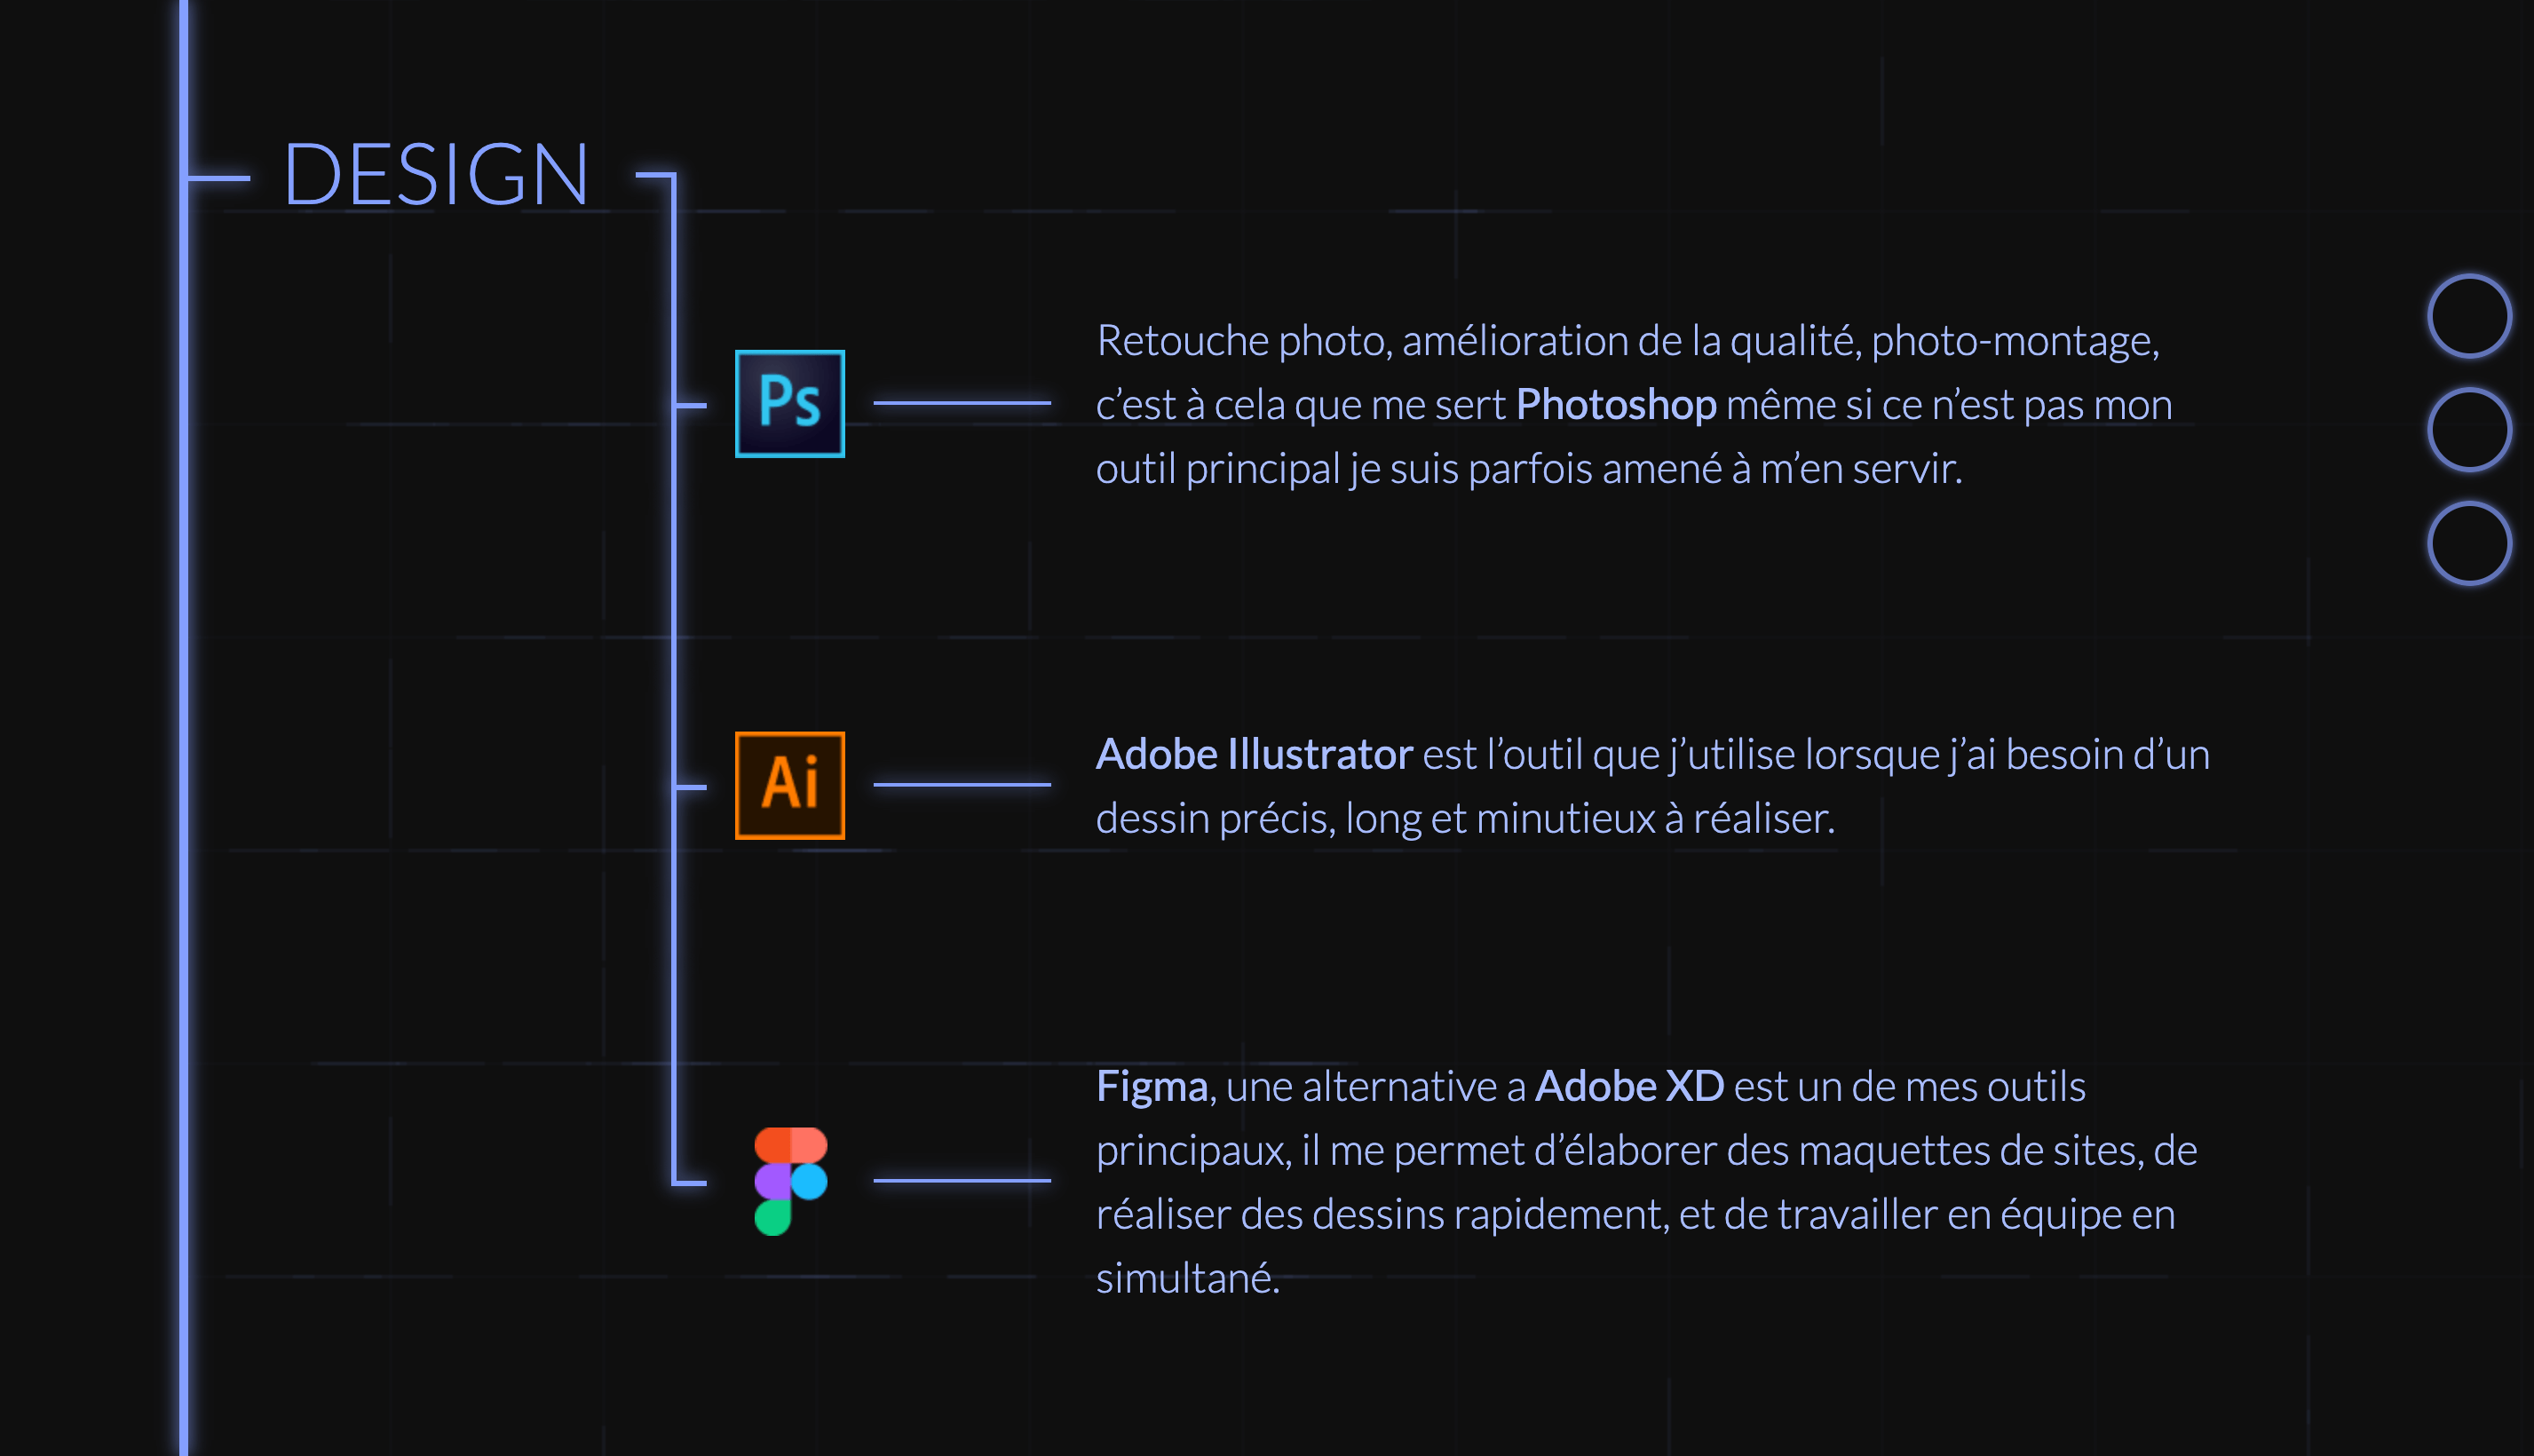 DESIGN
Ps
Retouche photo, amélioration de la qualité, photo-montage,
c’est à cela que me sert Photoshop même si ce n’est pas mon
outil principal je suis parfois amené à m’en servir.
Ai
Adobe Illustrator est l’outil que j’utilise lorsque j’ai besoin d’un
dessin précis, long et minutieux à réaliser.
Figma, une alternative a Adobe XD est un de mes outils
principaux, il me permet d’élaborer des maquettes de sites, de
réaliser des dessins rapidement, et de travailler en équipe en
simultané.